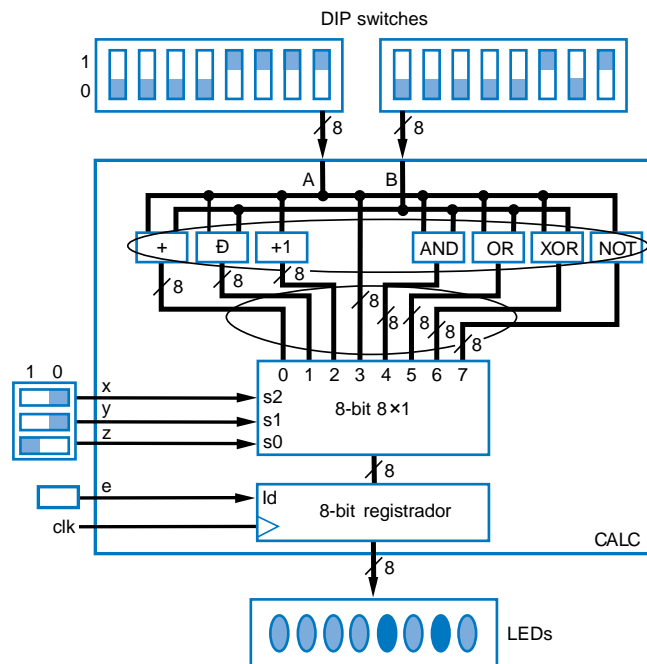 DIP switches
1
0
8
8
A
B
+
Đ
+1
AND
OR
XOR
NOT
8
8
8
8
8
8
8
8
1 0
0 1 2 3 4 5 6 7
x
s2
8-bit 8×1
y
s1
z
s0
8
e
ld
8-bit registrador
clk
CALC
8
LEDs